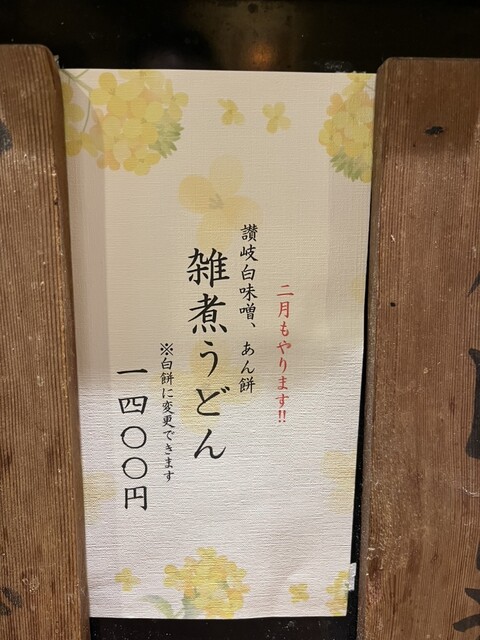 二月もやります!!
讃岐白味噌、あん餅
雑煮うどん
※白餅に変更できます
一四〇〇円